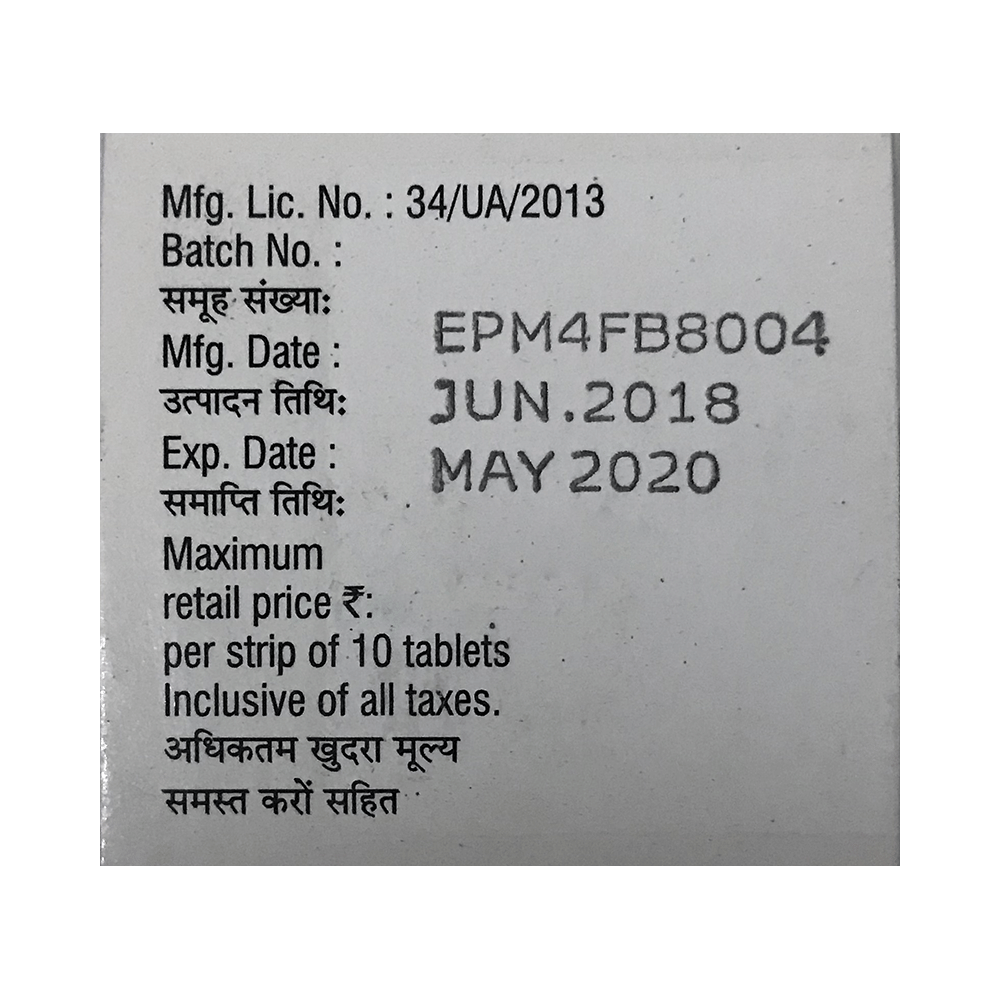 Mfg. Lic. No. : 34/UA/2013
Batch No. :
समूह संख्याः
EPM4FB8004
Mfg. Date :
उत्पादन तिथिः
JUN.2018
Exp. Date :
समाप्ति तिथिः
MAY 2020
Maximum
retail price ₹:
per strip of 10 tablets
Inclusive of all taxes.
अधिकतम खुदरा मूल्य
समस्त करों सहित